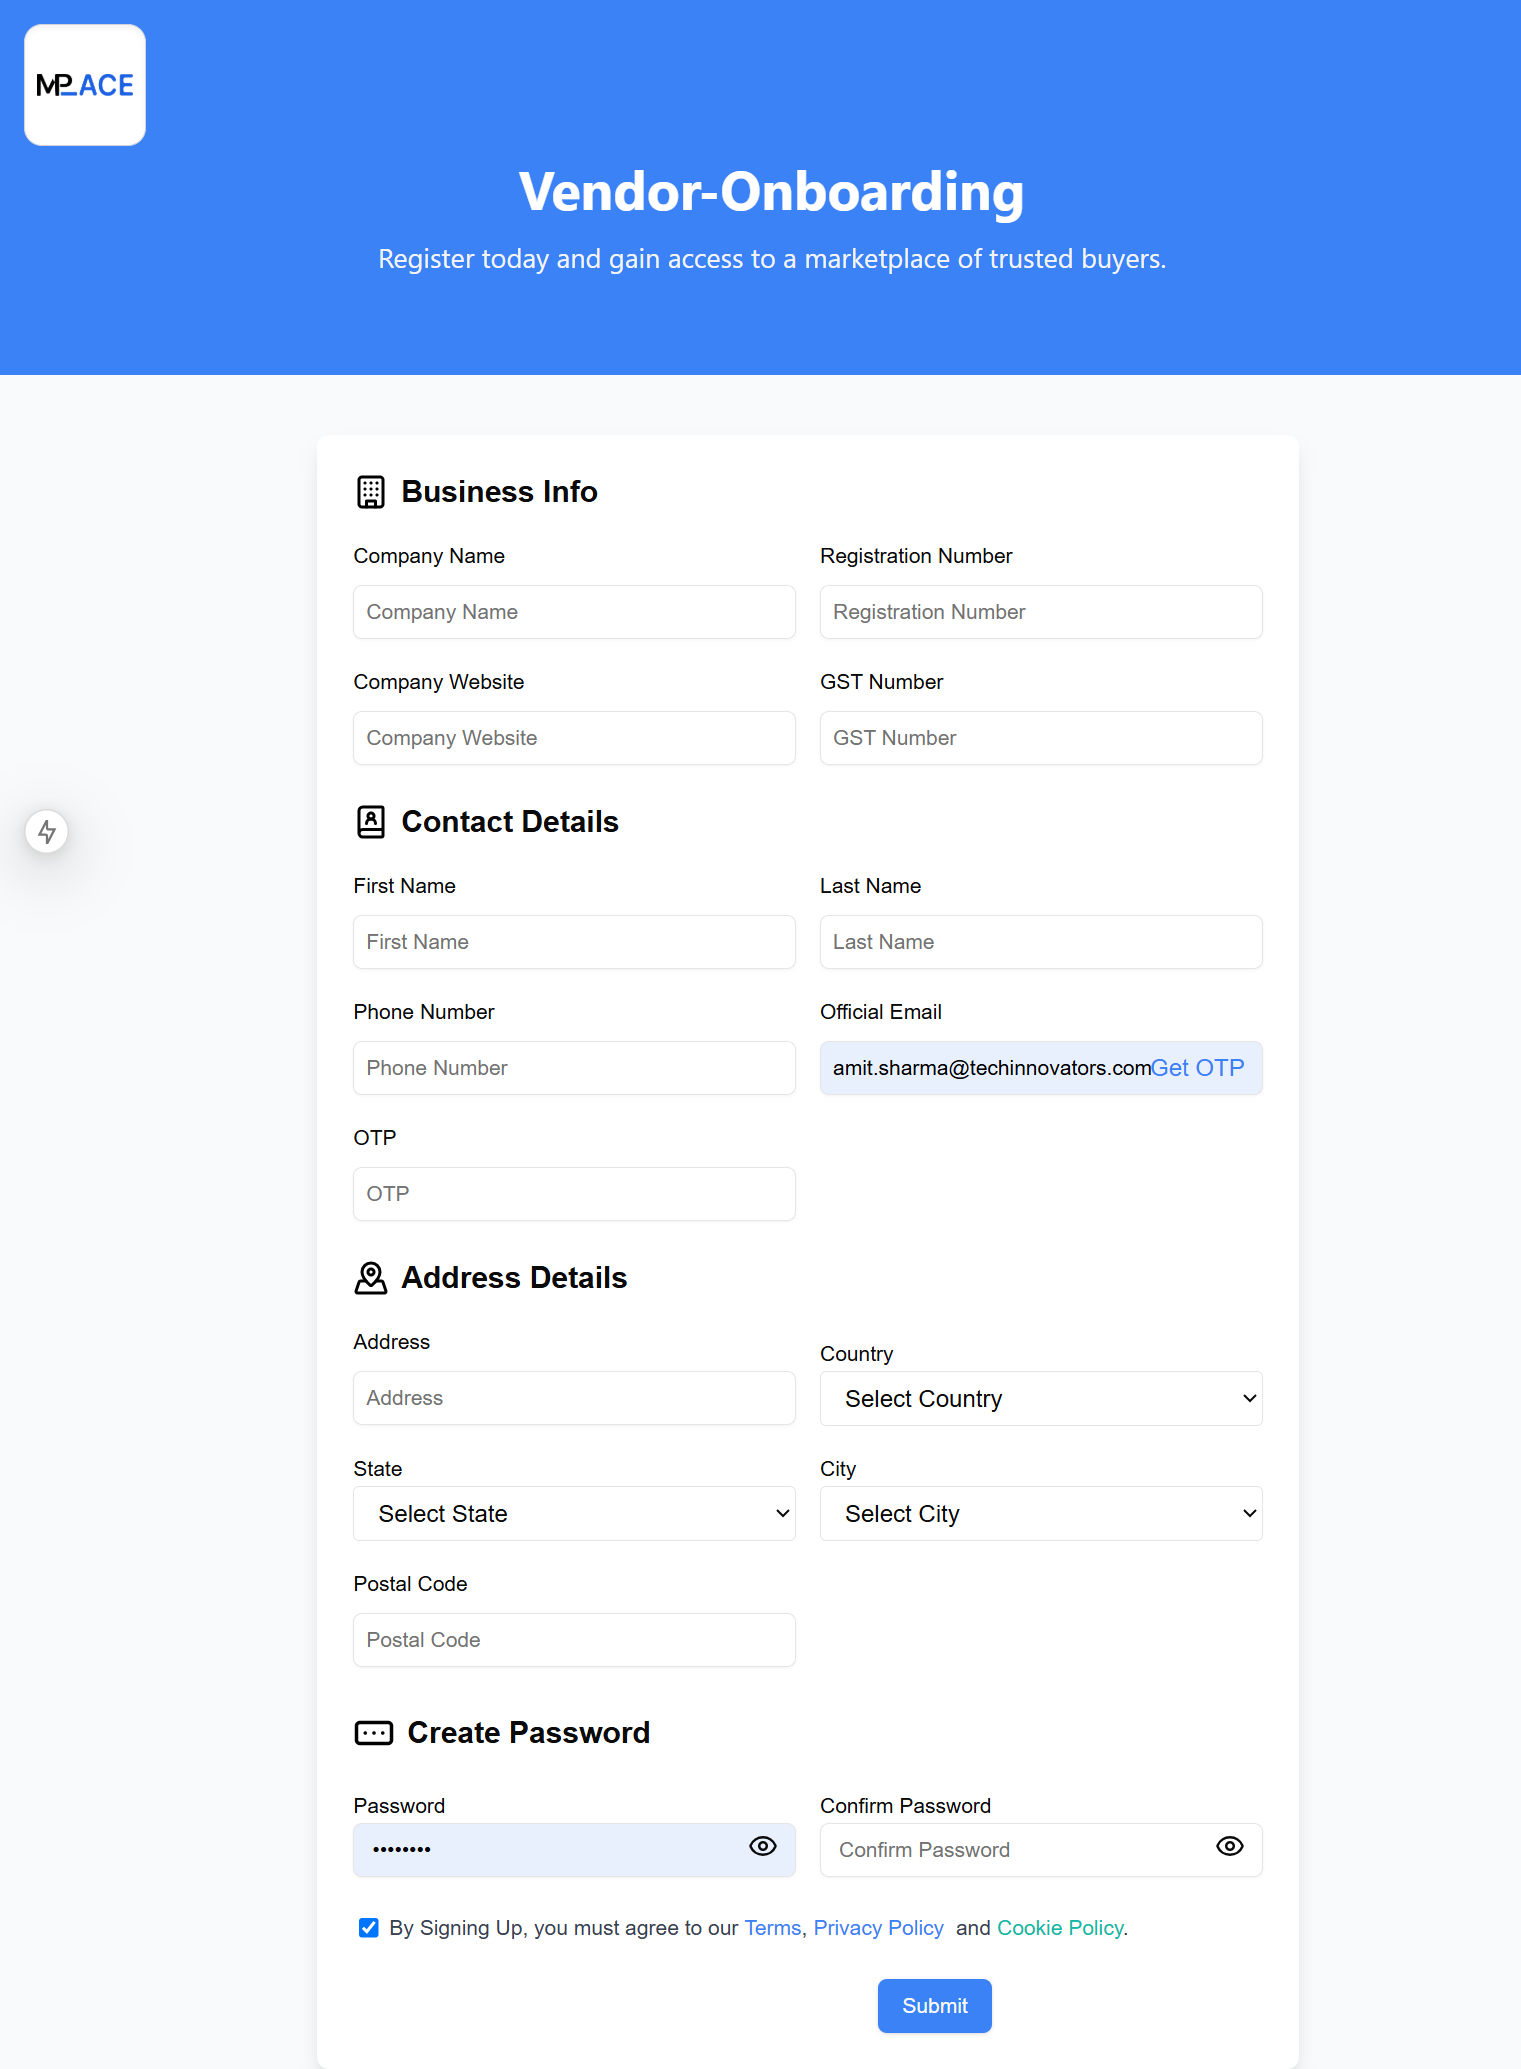 MPLACE
Vendor-Onboarding
Register today and gain access to a marketplace of trusted buyers.
Business Info
Company Name
Registration Number
Company Name
Registration Number
Company Website
GST Number
Company Website
GST Number
Contact Details
First Name
Last Name
First Name
Last Name
Phone Number
Official Email
Phone Number
amit.sharma@techinnovators.com Get OTP
OTP
OTP
Address Details
Address
Country
Address
Select Country
State
City
Select State
Select City
Postal Code
Postal Code
Create Password
Password
Confirm Password
••••••••
Confirm Password
By Signing Up, you must agree to our Terms, Privacy Policy and Cookie Policy.
Submit